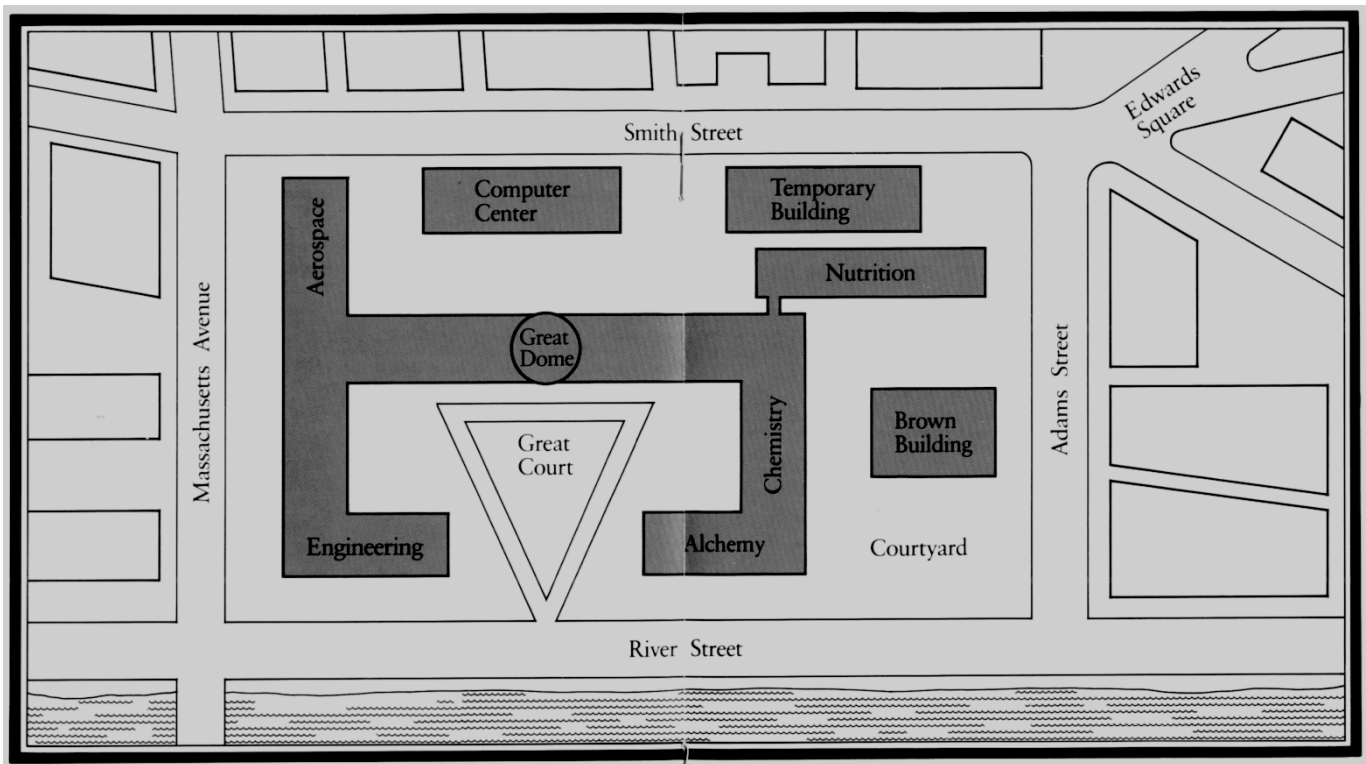 Edwards
Square
Smith Street
Computer
Center
Temporary
Building
Aerospace
Nutrition
Great
Dome
Massachusetts Avenue
Adams Street
Great
Court
Chemistry
Brown
Building
Engineering
Alchemy
Courtyard
River Street